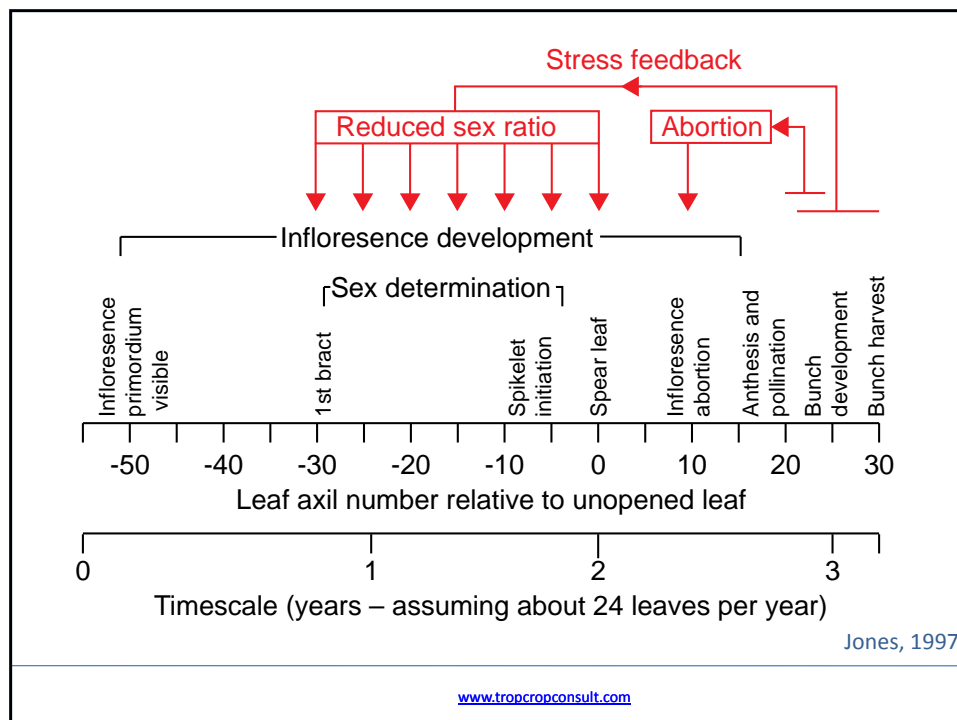 Stress feedback
Reduced sex ratio
Abortion
Infloresence development
Sex determination
Infloresence
primordium
visible
1st bract
Spikelet
initiation
Spear leaf
Infloresence
abortion
Anthesis and
pollination
Bunch
development
Bunch harvest
-50 -40 -30 -20 -10 0 10 20 30
Leaf axil number relative to unopened leaf
0 1 2 3
Timescale (years – assuming about 24 leaves per year)
Jones, 1997
www.tropcropconsult.com